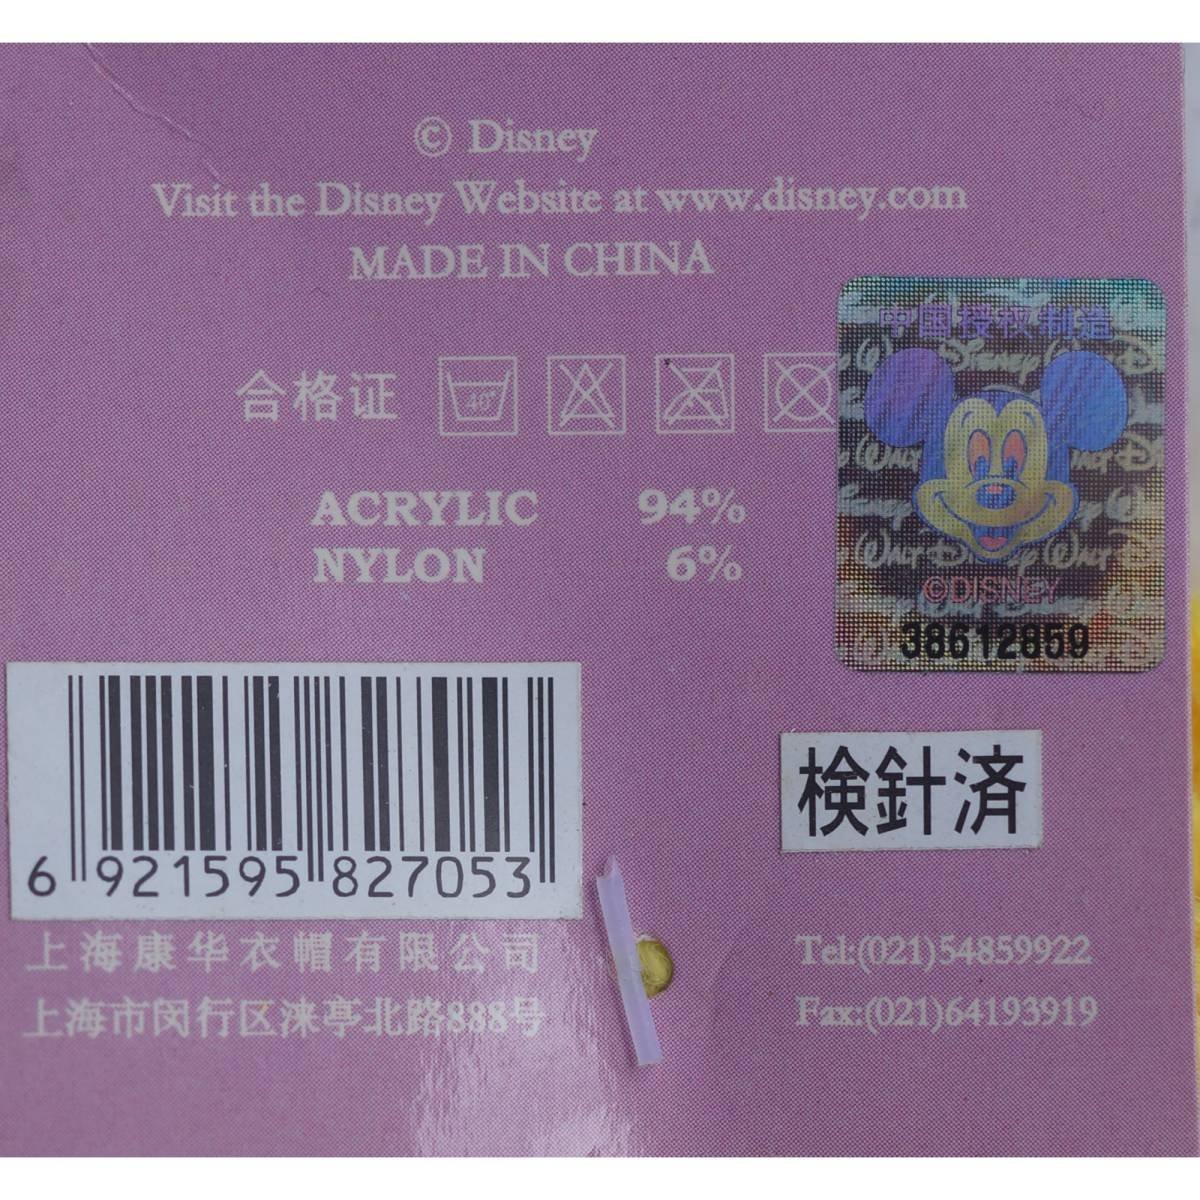 © Disney
Visit the Disney Website at www.disney.com
MADE IN CHINA
合格证
40°
ACRYLIC 94%
NYLON 6%
中国授权制造
©DISNEY
38612859
6 921595 827053
検針済
上海康华衣帽有限公司
上海市闵行区涞亭北路888号
Tel:(021)54859922
Fax:(021)64193919